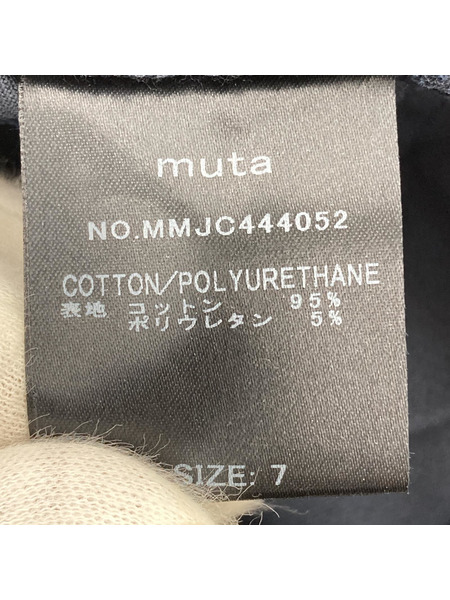 muta
NO.MMJC444052
COTTON/POLYURETHANE
表地 コットン 95%
ポリウレタン 5%
SIZE: 7